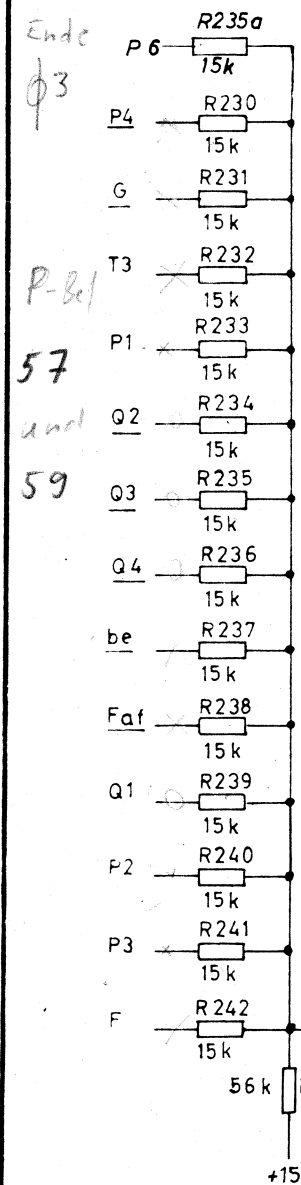 Ende
φ3
P6 R235a
15k
P4 R230
15k
G R231
15k
T3 R232
15k
P-Bel
P1 R233
15k
57
Q2 R234
15k
und
59
Q3 R235
15k
Q4 R236
15k
be R237
15k
Faf R238
15k
Q1 R239
15k
P2 R240
15k
P3 R241
15k
F R242
15k
56k
+15